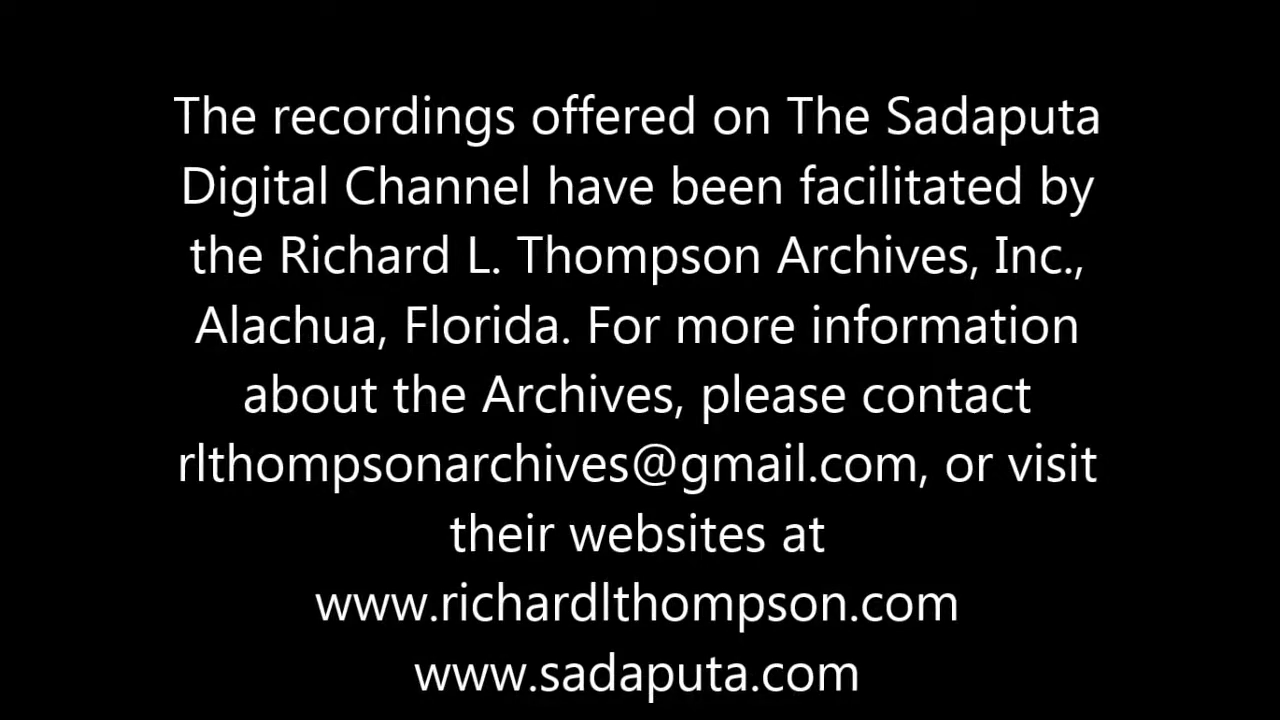 The recordings offered on The Sadaputa
Digital Channel have been facilitated by
the Richard L. Thompson Archives, Inc.,
Alachua, Florida. For more information
about the Archives, please contact
rlthompsonarchives@gmail.com, or visit
their websites at
www.richardlthompson.com
www.sadaputa.com